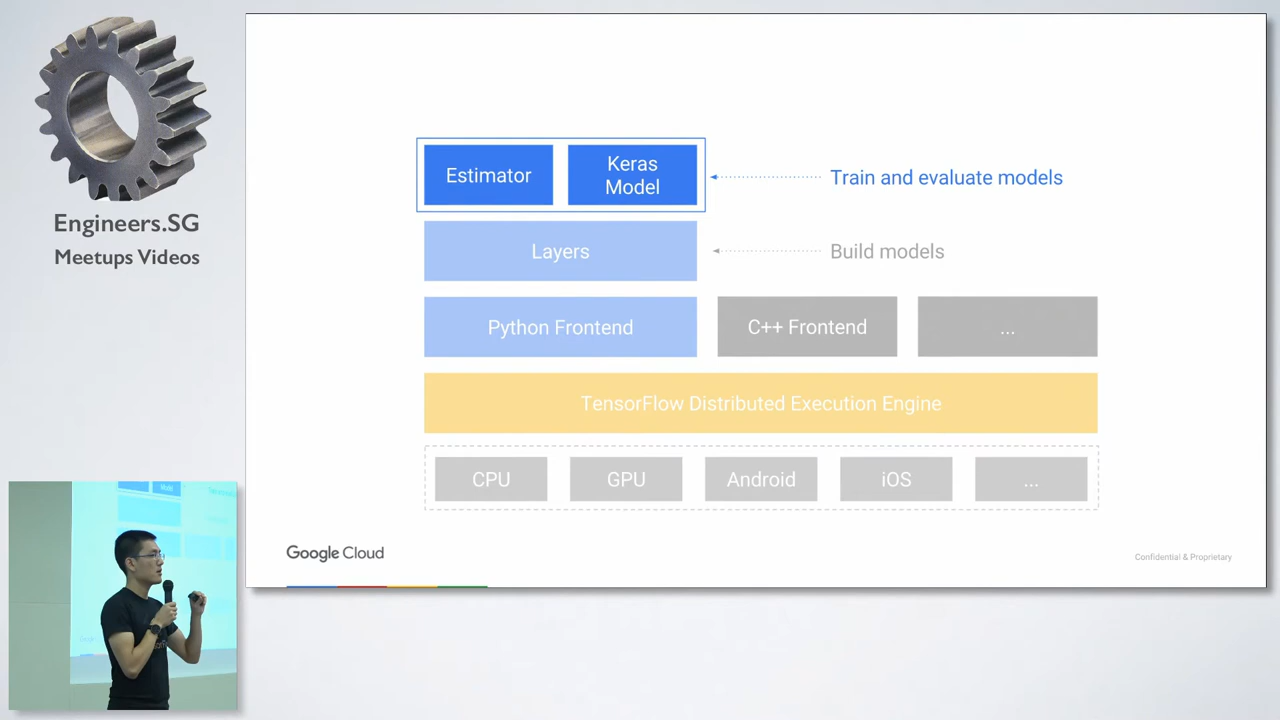 Engineers.SG
Meetups Videos
Estimator
Keras
Model
Train and evaluate models
Layers
Build models
Python Frontend
C++ Frontend
...
TensorFlow Distributed Execution Engine
CPU
GPU
Android
iOS
...
Google Cloud
Confidential & Proprietary